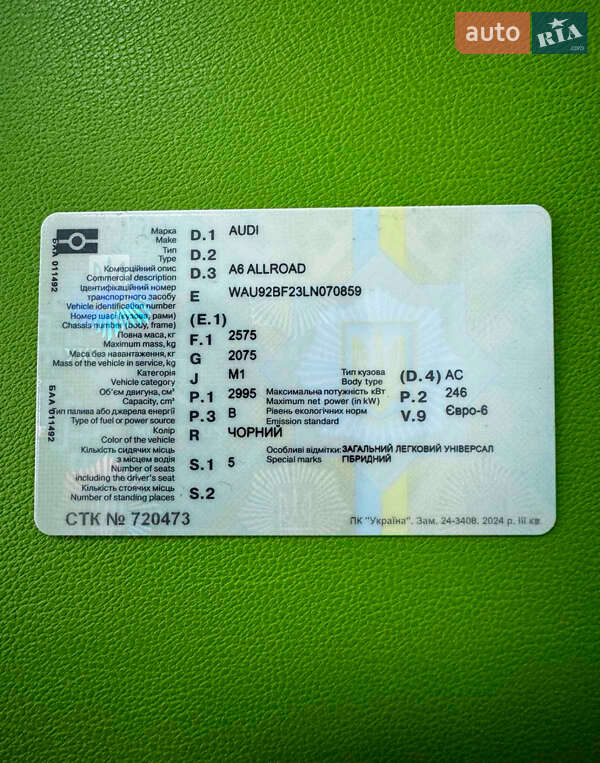 auto RIA .com
БАА 011492
Марка
Make
D.1 AUDI
Тип
Type
D.2
Комерційний опис
Commercial description
D.3 A6 ALLROAD
Ідентифікаційний номер
транспортного засобу
Vehicle identification number
E WAU92BF23LN070859
Номер шасі (кузова, рами)
Chassis number (body, frame)
(E.1)
Повна маса, кг
Maximum mass, kg
F.1 2575
Маса без навантаження, кг
Mass of the vehicle in service, kg
G 2075
Категорія
Vehicle category
J M1
Тип кузова
Body type
(D.4) AC
Об'єм двигуна, см³
Capacity, cm³
P.1 2995
Максимальна потужність кВт
Maximum net power (in kW)
P.2 246
БАА 011492
Тип палива або джерела енергії
Type of fuel or power source
P.3 B
Рівень екологічних норм
Emission standard
V.9 Євро-6
Колір
Color of the vehicle
R ЧОРНИЙ
Кількість сидячих місць
з місцем водія
Number of seats
including the driver's seat
S.1 5
Особливі відмітки: ЗАГАЛЬНИЙ ЛЕГКОВИЙ УНІВЕРСАЛ
Special marks ГІБРИДНИЙ
Кількість стоячих місць
Number of standing places
S.2
СТК № 720473
ПК "Україна". Зам. 24-3408. 2024 р. III кв.